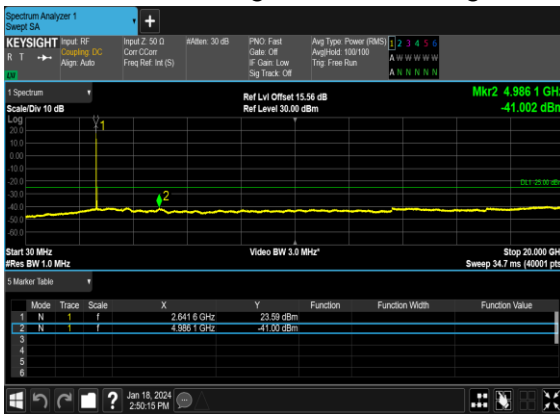 Spectrum Analyzer 1
Swept SA
KEYSIGHT Input: RF Input Z: 50 Ω #Atten: 30 dB PNO: Fast Avg Type: Power (RMS) 1 2 3 4 5 6
R T Coupling: DC Corr CCorr Gate: Off Avg|Hold: 100/100 A W W W W W
Align: Auto Freq Ref: Int (S) IF Gain: Low Trig: Free Run
LV Sig Track: Off A N N N N N
1 Spectrum Ref Lvl Offset 15.56 dB Mkr2 4.986 1 GHz
Scale/Div 10 dB Ref Level 30.00 dBm -41.002 dBm
Log
20.0
10.0
0.00
-10.0
-20.0
-30.0
-40.0
-50.0
-60.0
1
2
DL1 -25.00 dBm
Start 30 MHz Video BW 3.0 MHz* Stop 20.000 GHz
#Res BW 1.0 MHz Sweep 34.7 ms (40001 pts)
5 Marker Table
Mode Trace Scale X Y Function Function Width Function Value
1 N 1 f 2.641 6 GHz 23.59 dBm
2 N 1 f 4.986 1 GHz -41.00 dBm
3
4
5
6
? Jan 18, 2024
2:50:15 PM